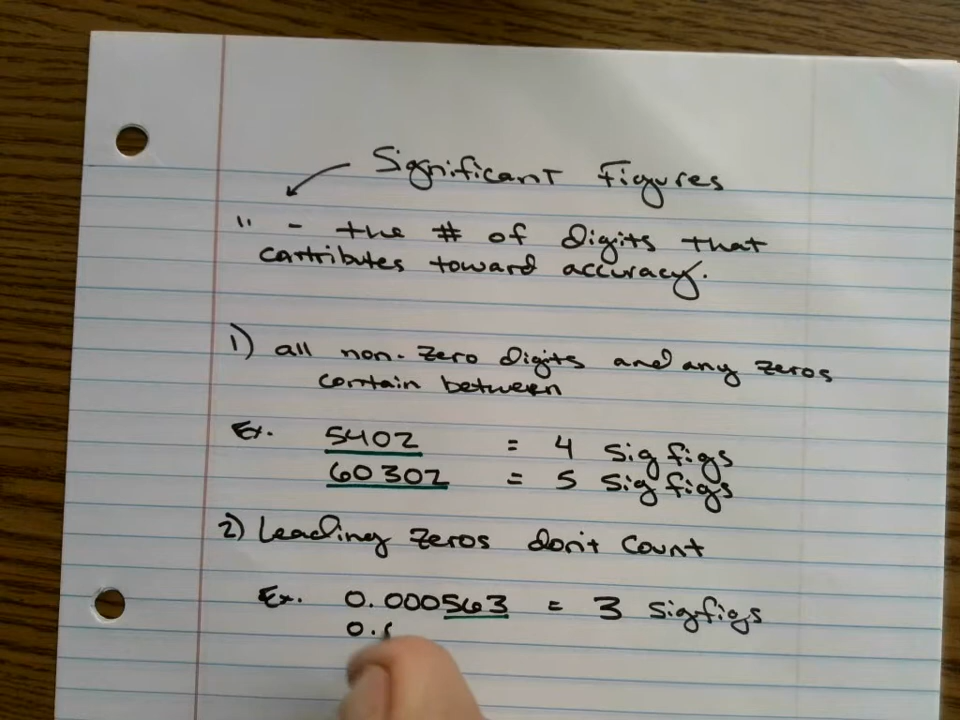 Significant Figures
" - the # of digits that
contributes toward accuracy.
1) all non-zero digits and any zeros
contain between
Ex. 5402 = 4 sig figs
60302 = 5 sig figs
2) Leading zeros don't count
Ex. 0.000563 = 3 sigfigs
0.